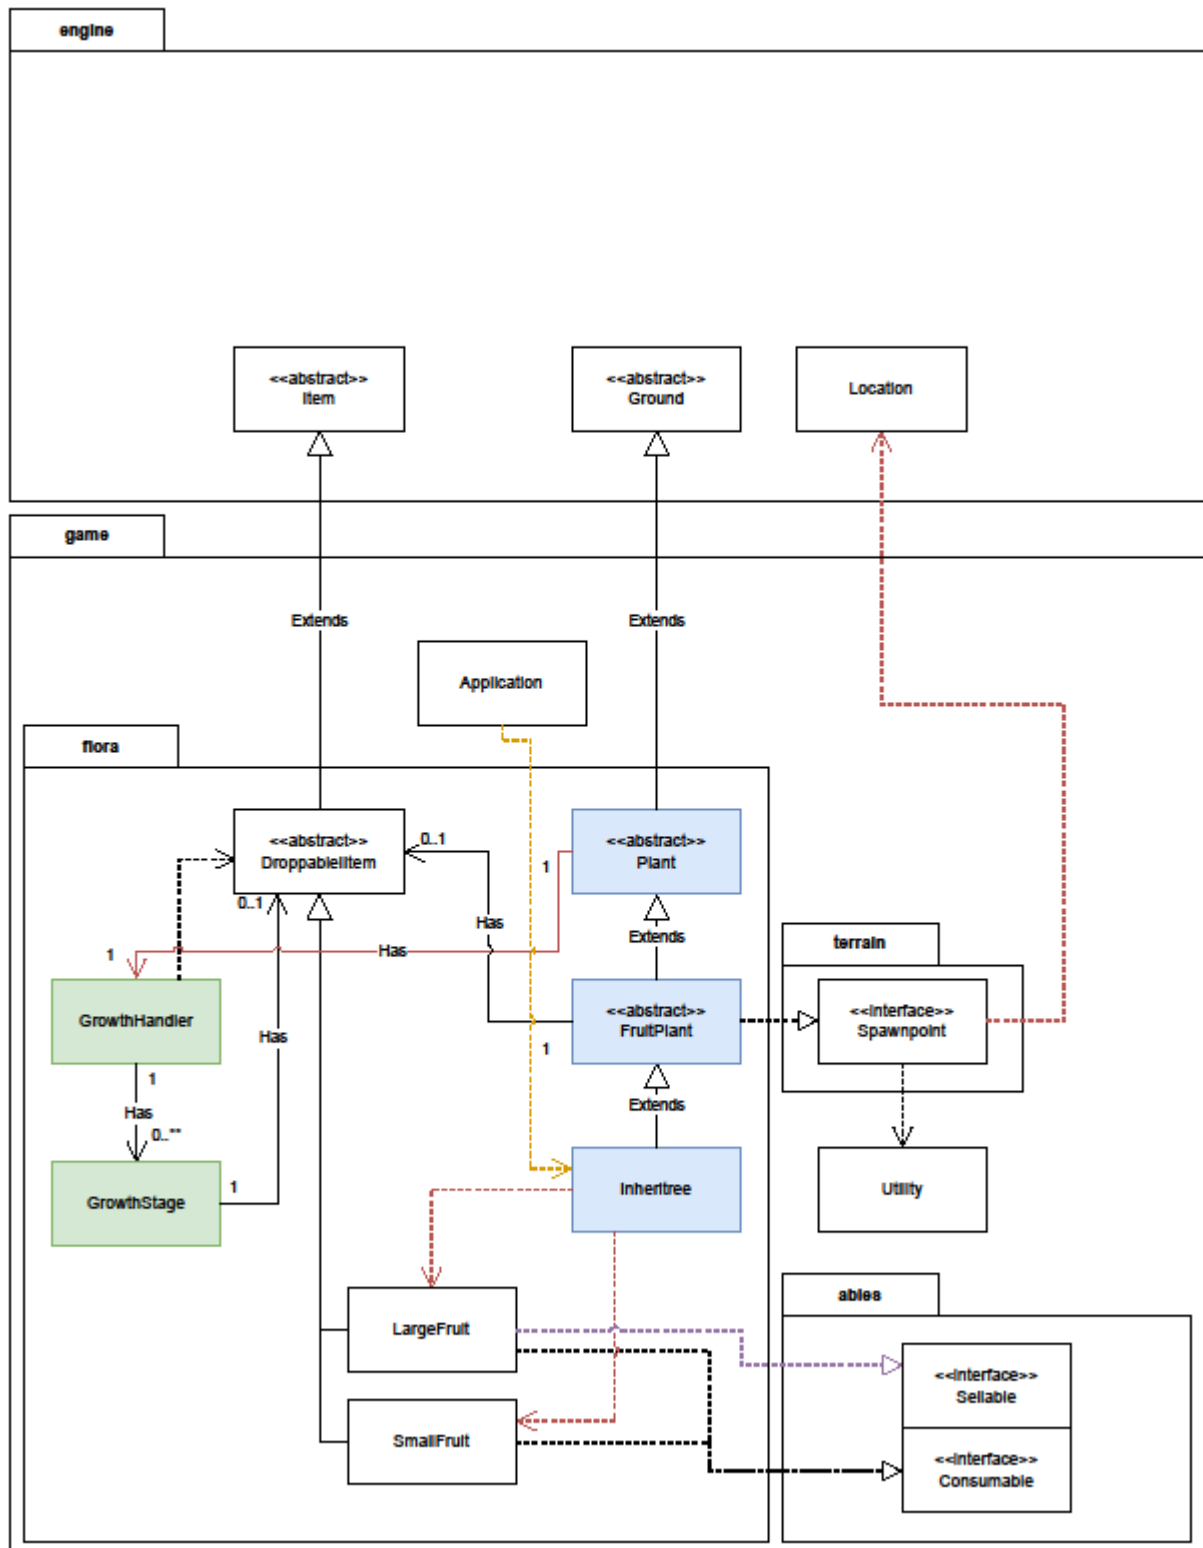 engine
<<abstract>>
Item
<<abstract>>
Ground
Location
game
Extends
Extends
Application
flora
<<abstract>>
DroppableItem
0..1
<<abstract>>
Plant
1
0..1
Has
Has
Extends
1
terrain
GrowthHandler
<<abstract>>
FruitPlant
<<interface>>
Spawnpoint
Has
1
1
Has
Extends
0..**
GrowthStage
1
Inheritree
Utility
ables
LargeFruit
<<interface>>
Sellable
SmallFruit
<<interface>>
Consumable